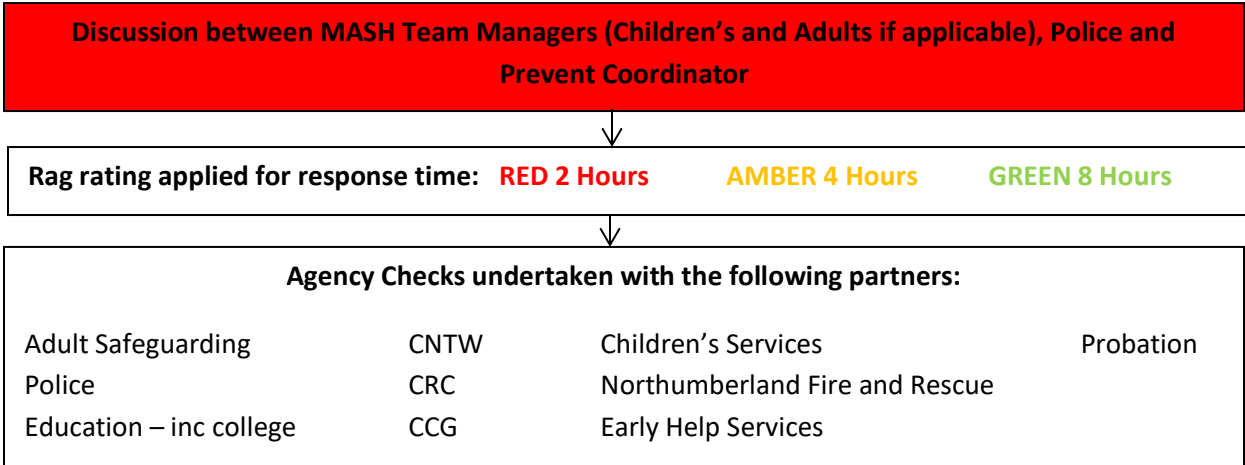 Discussion between MASH Team Managers (Children’s and Adults if applicable), Police and
Prevent Coordinator
Rag rating applied for response time: RED 2 Hours AMBER 4 Hours GREEN 8 Hours
Agency Checks undertaken with the following partners:
Adult Safeguarding CNTW Children’s Services Probation
Police CRC Northumberland Fire and Rescue
Education – inc college CCG Early Help Services